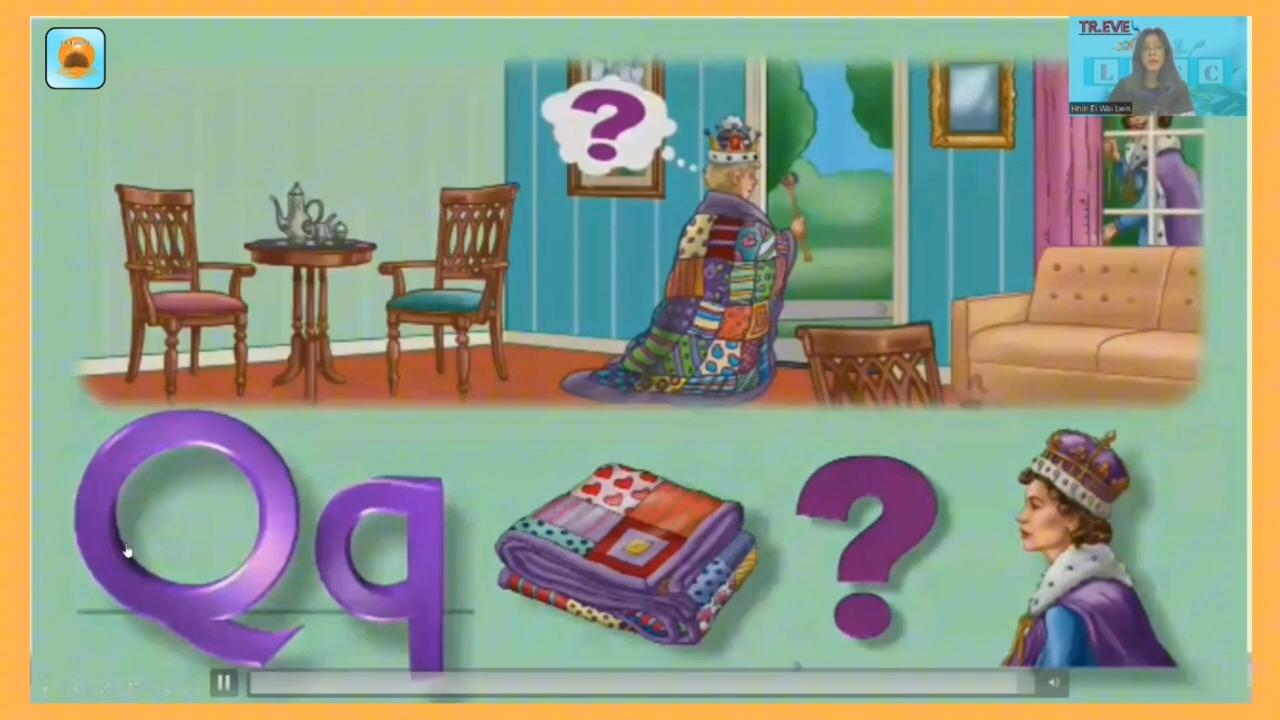 TR.EVE
L C
Hnin Ei Wai Lwin
?
Qq
?